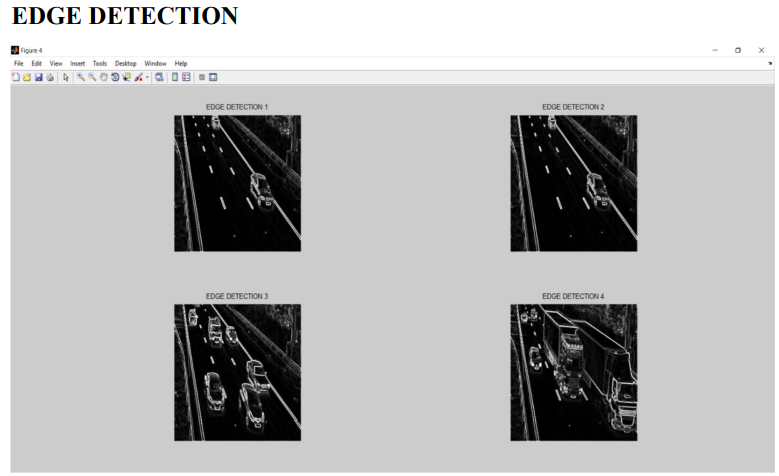 EDGE DETECTION
Figure 4
File Edit View Insert Tools Desktop Window Help
EDGE DETECTION 1
EDGE DETECTION 2
EDGE DETECTION 3
EDGE DETECTION 4